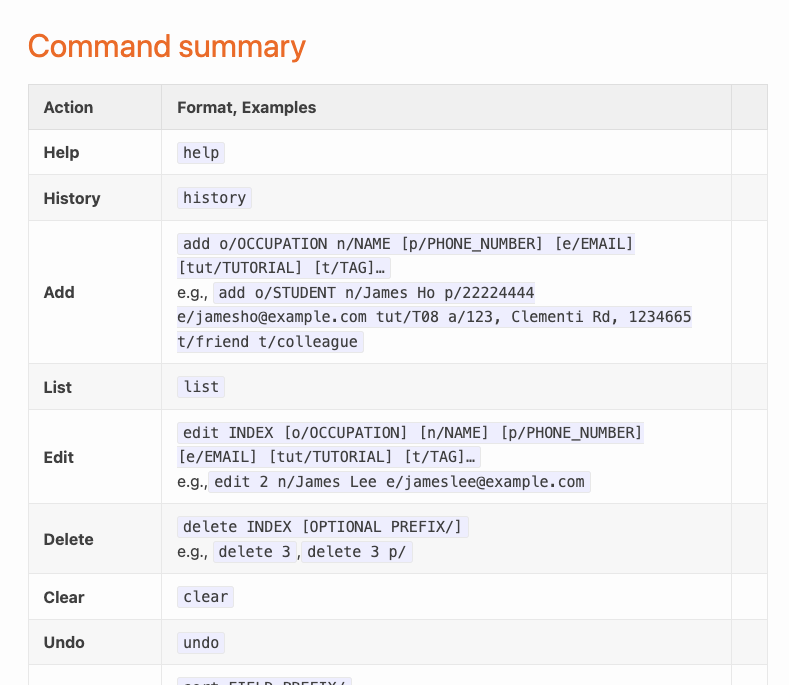 Command summary
Action Format, Examples
Help help
History history
add o/OCCUPATION n/NAME [p/PHONE_NUMBER] [e/EMAIL]
[tut/TUTORIAL] [t/TAG]…
Add e.g., add o/STUDENT n/James Ho p/22224444
e/jamesho@example.com tut/T08 a/123, Clementi Rd, 1234665
t/friend t/colleague
List list
edit INDEX [o/OCCUPATION] [n/NAME] [p/PHONE_NUMBER]
Edit [e/EMAIL] [tut/TUTORIAL] [t/TAG]…
e.g., edit 2 n/James Lee e/jameslee@example.com
delete INDEX [OPTIONAL PREFIX/]
Delete e.g., delete 3 , delete 3 p/
Clear clear
Undo undo
sort FIELD PREFIX/